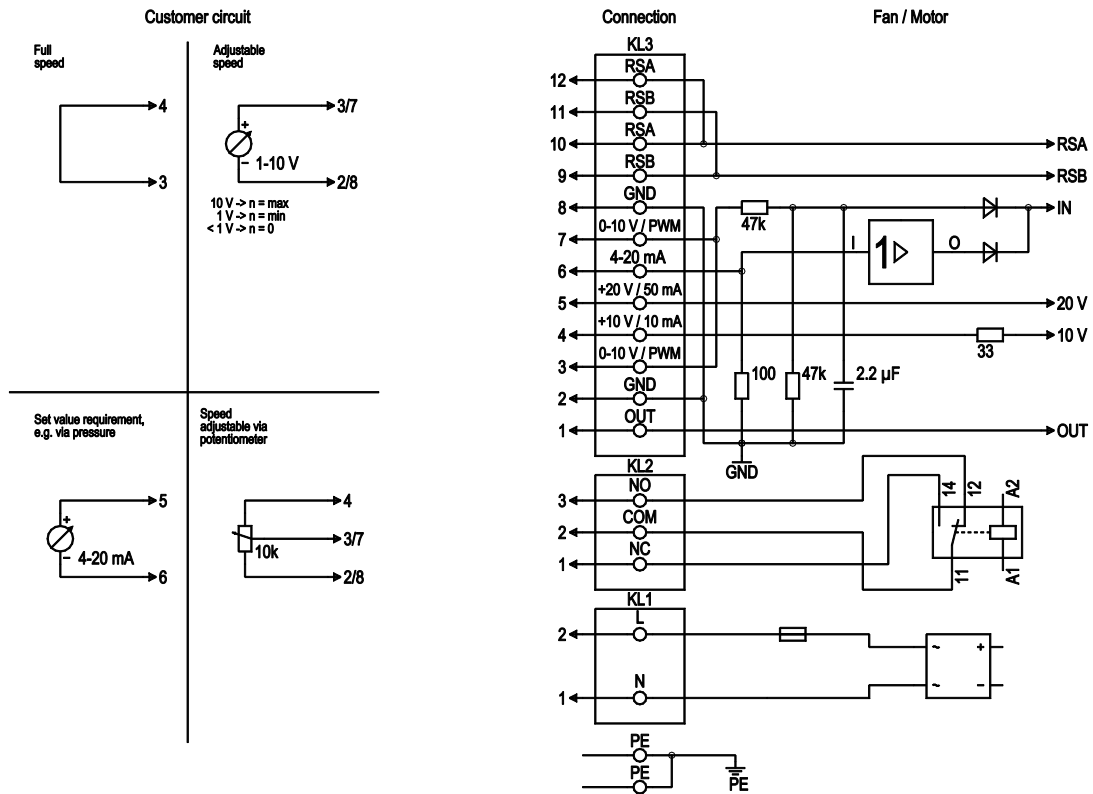 Customer circuit
Connection
Fan / Motor
Full
speed
4
3
Adjustable
speed
3/7
+
–
1-10 V
2/8
10 V -> n = max
1 V -> n = min
< 1 V -> n = 0
Set value requirement,
e.g. via pressure
5
+
–
4-20 mA
6
Speed
adjustable via
potentiometer
4
3/7
10k
2/8
KL3
12 RSA
11 RSB
10 RSA RSA
9 RSB RSB
8 GND IN
47k
7 0-10 V / PWM
I 1 O
6 4-20 mA
5 +20 V / 50 mA 20 V
4 +10 V / 10 mA 10 V
33
3 0-10 V / PWM
100 47k 2.2 µF
2 GND
1 OUT OUT
GND
KL2
3 NO
2 COM
1 NC
14 12 A2
11 A1
KL1
2 L
~ +
1 N
~ –
PE
PE
PE